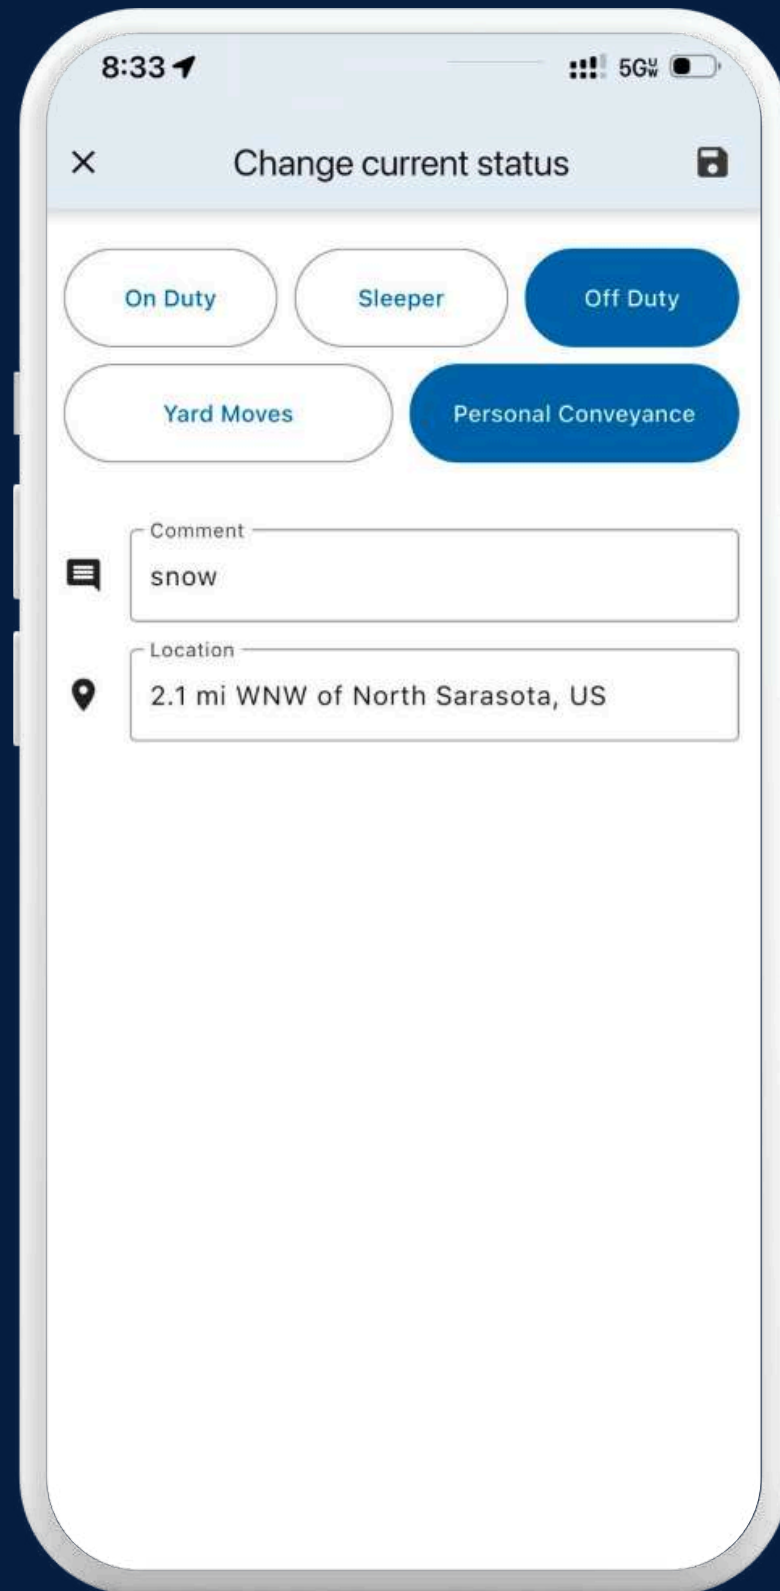 8:33
5G UW
Change current status
On Duty Sleeper Off Duty
Yard Moves Personal Conveyance
Comment
snow
Location
2.1 mi WNW of North Sarasota, US